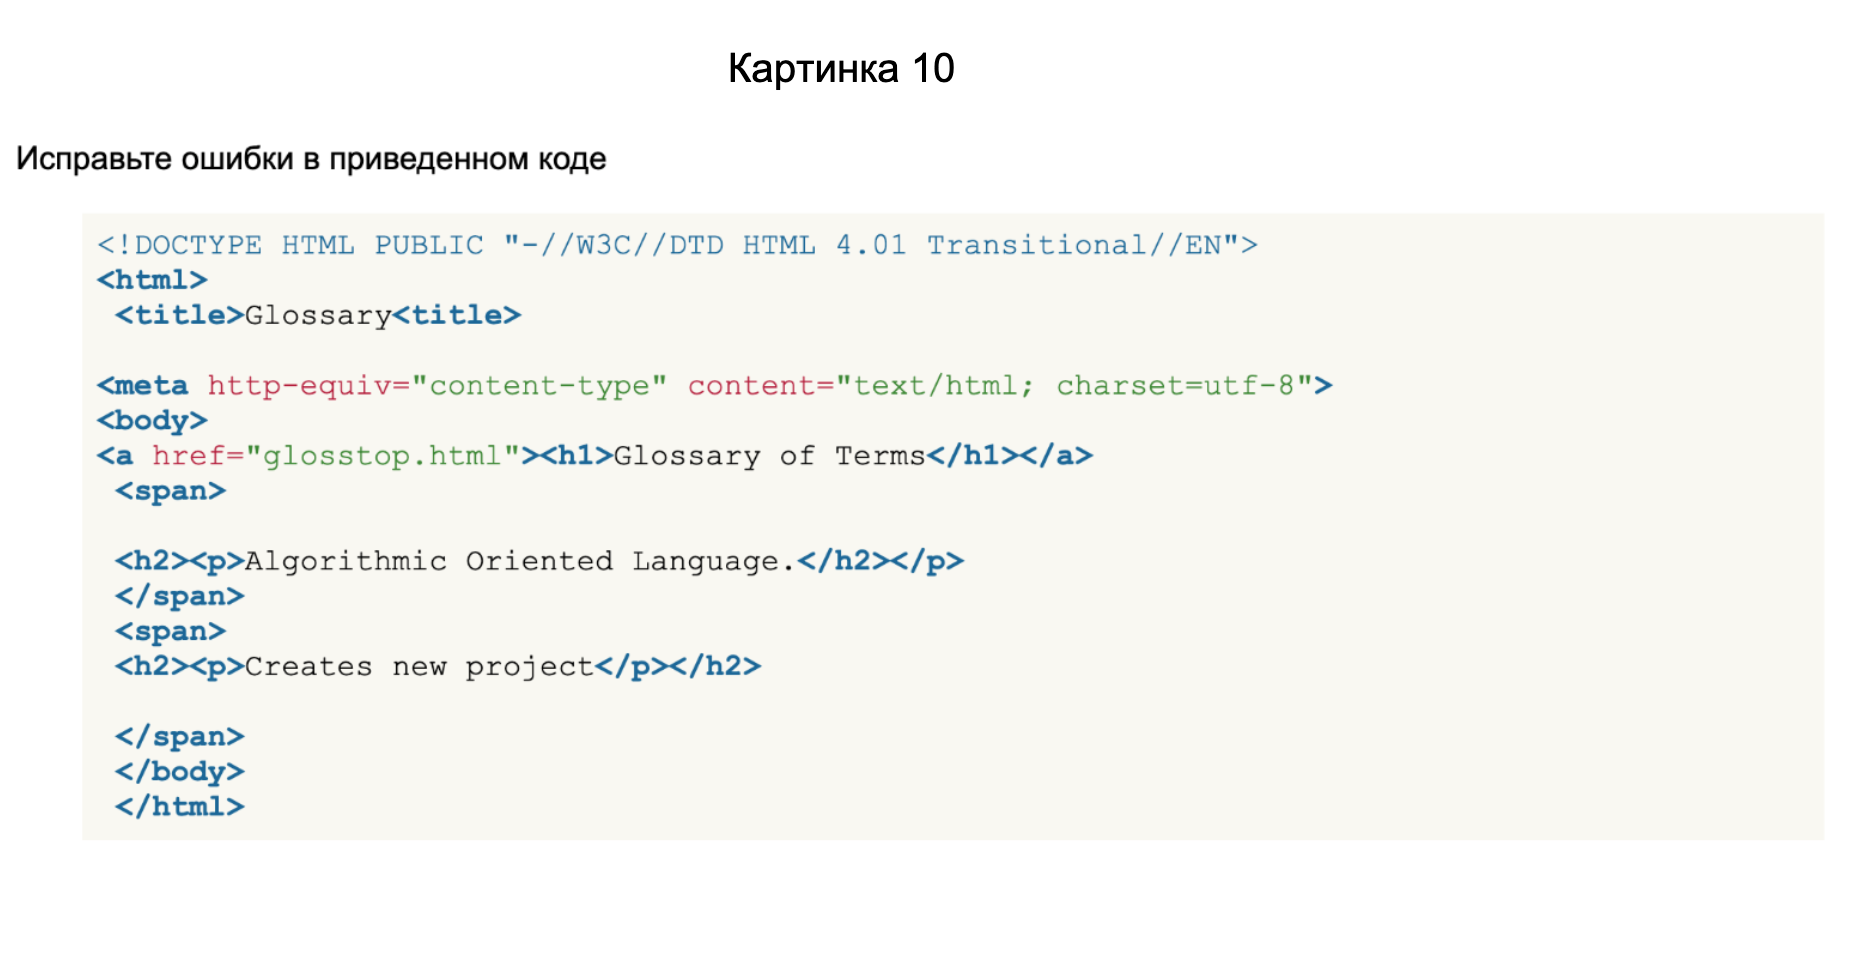 Картинка 10
Исправьте ошибки в приведенном коде
<!DOCTYPE HTML PUBLIC "-//W3C//DTD HTML 4.01 Transitional//EN">
<html>
<title>Glossary<title>
<meta http-equiv="content-type" content="text/html; charset=utf-8">
<body>
<a href="glosstop.html"><h1>Glossary of Terms</h1></a>
<span>
<h2><p>Algorithmic Oriented Language.</h2></p>
</span>
<span>
<h2><p>Creates new project</p></h2>
</span>
</body>
</html>